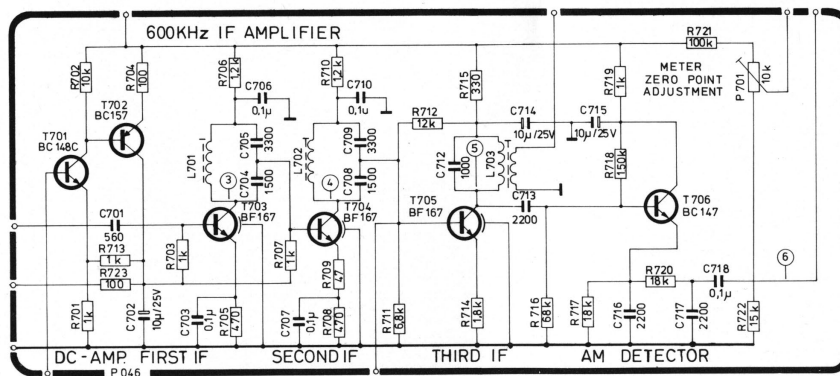 600KHz IF AMPLIFIER
R721
100k
R702
10k
R704
100
R706
1,2k
R710
1,2k
R715
330
R719
1k
METER
ZERO POINT
ADJUSTMENT
P701
10k
C706
0,1µ
C710
0,1µ
T702
BC157
R712
12k
C714
10µ/25V
C715
10µ/25V
T701
BC148C
L701
C705
3300
C704
1500
L702
C709
3300
C708
1500
C712
1000
5
L703
R718
150k
3
4
T703
BF167
T704
BF167
T705
BF167
C713
2200
T706
BC147
C701
560
R713
1k
R723
100
R703
1k
R707
1k
R709
47
6
R720
18k
C718
0,1µ
R701
1k
C702
10µ/25V
C703
0,1µ
R705
470
C707
0,1µ
R708
470
R711
6,8k
R714
1,8k
R716
68k
R717
18k
C716
2200
C717
2200
R722
15k
DC-AMP. FIRST IF
SECOND IF
THIRD IF
AM DETECTOR
P046